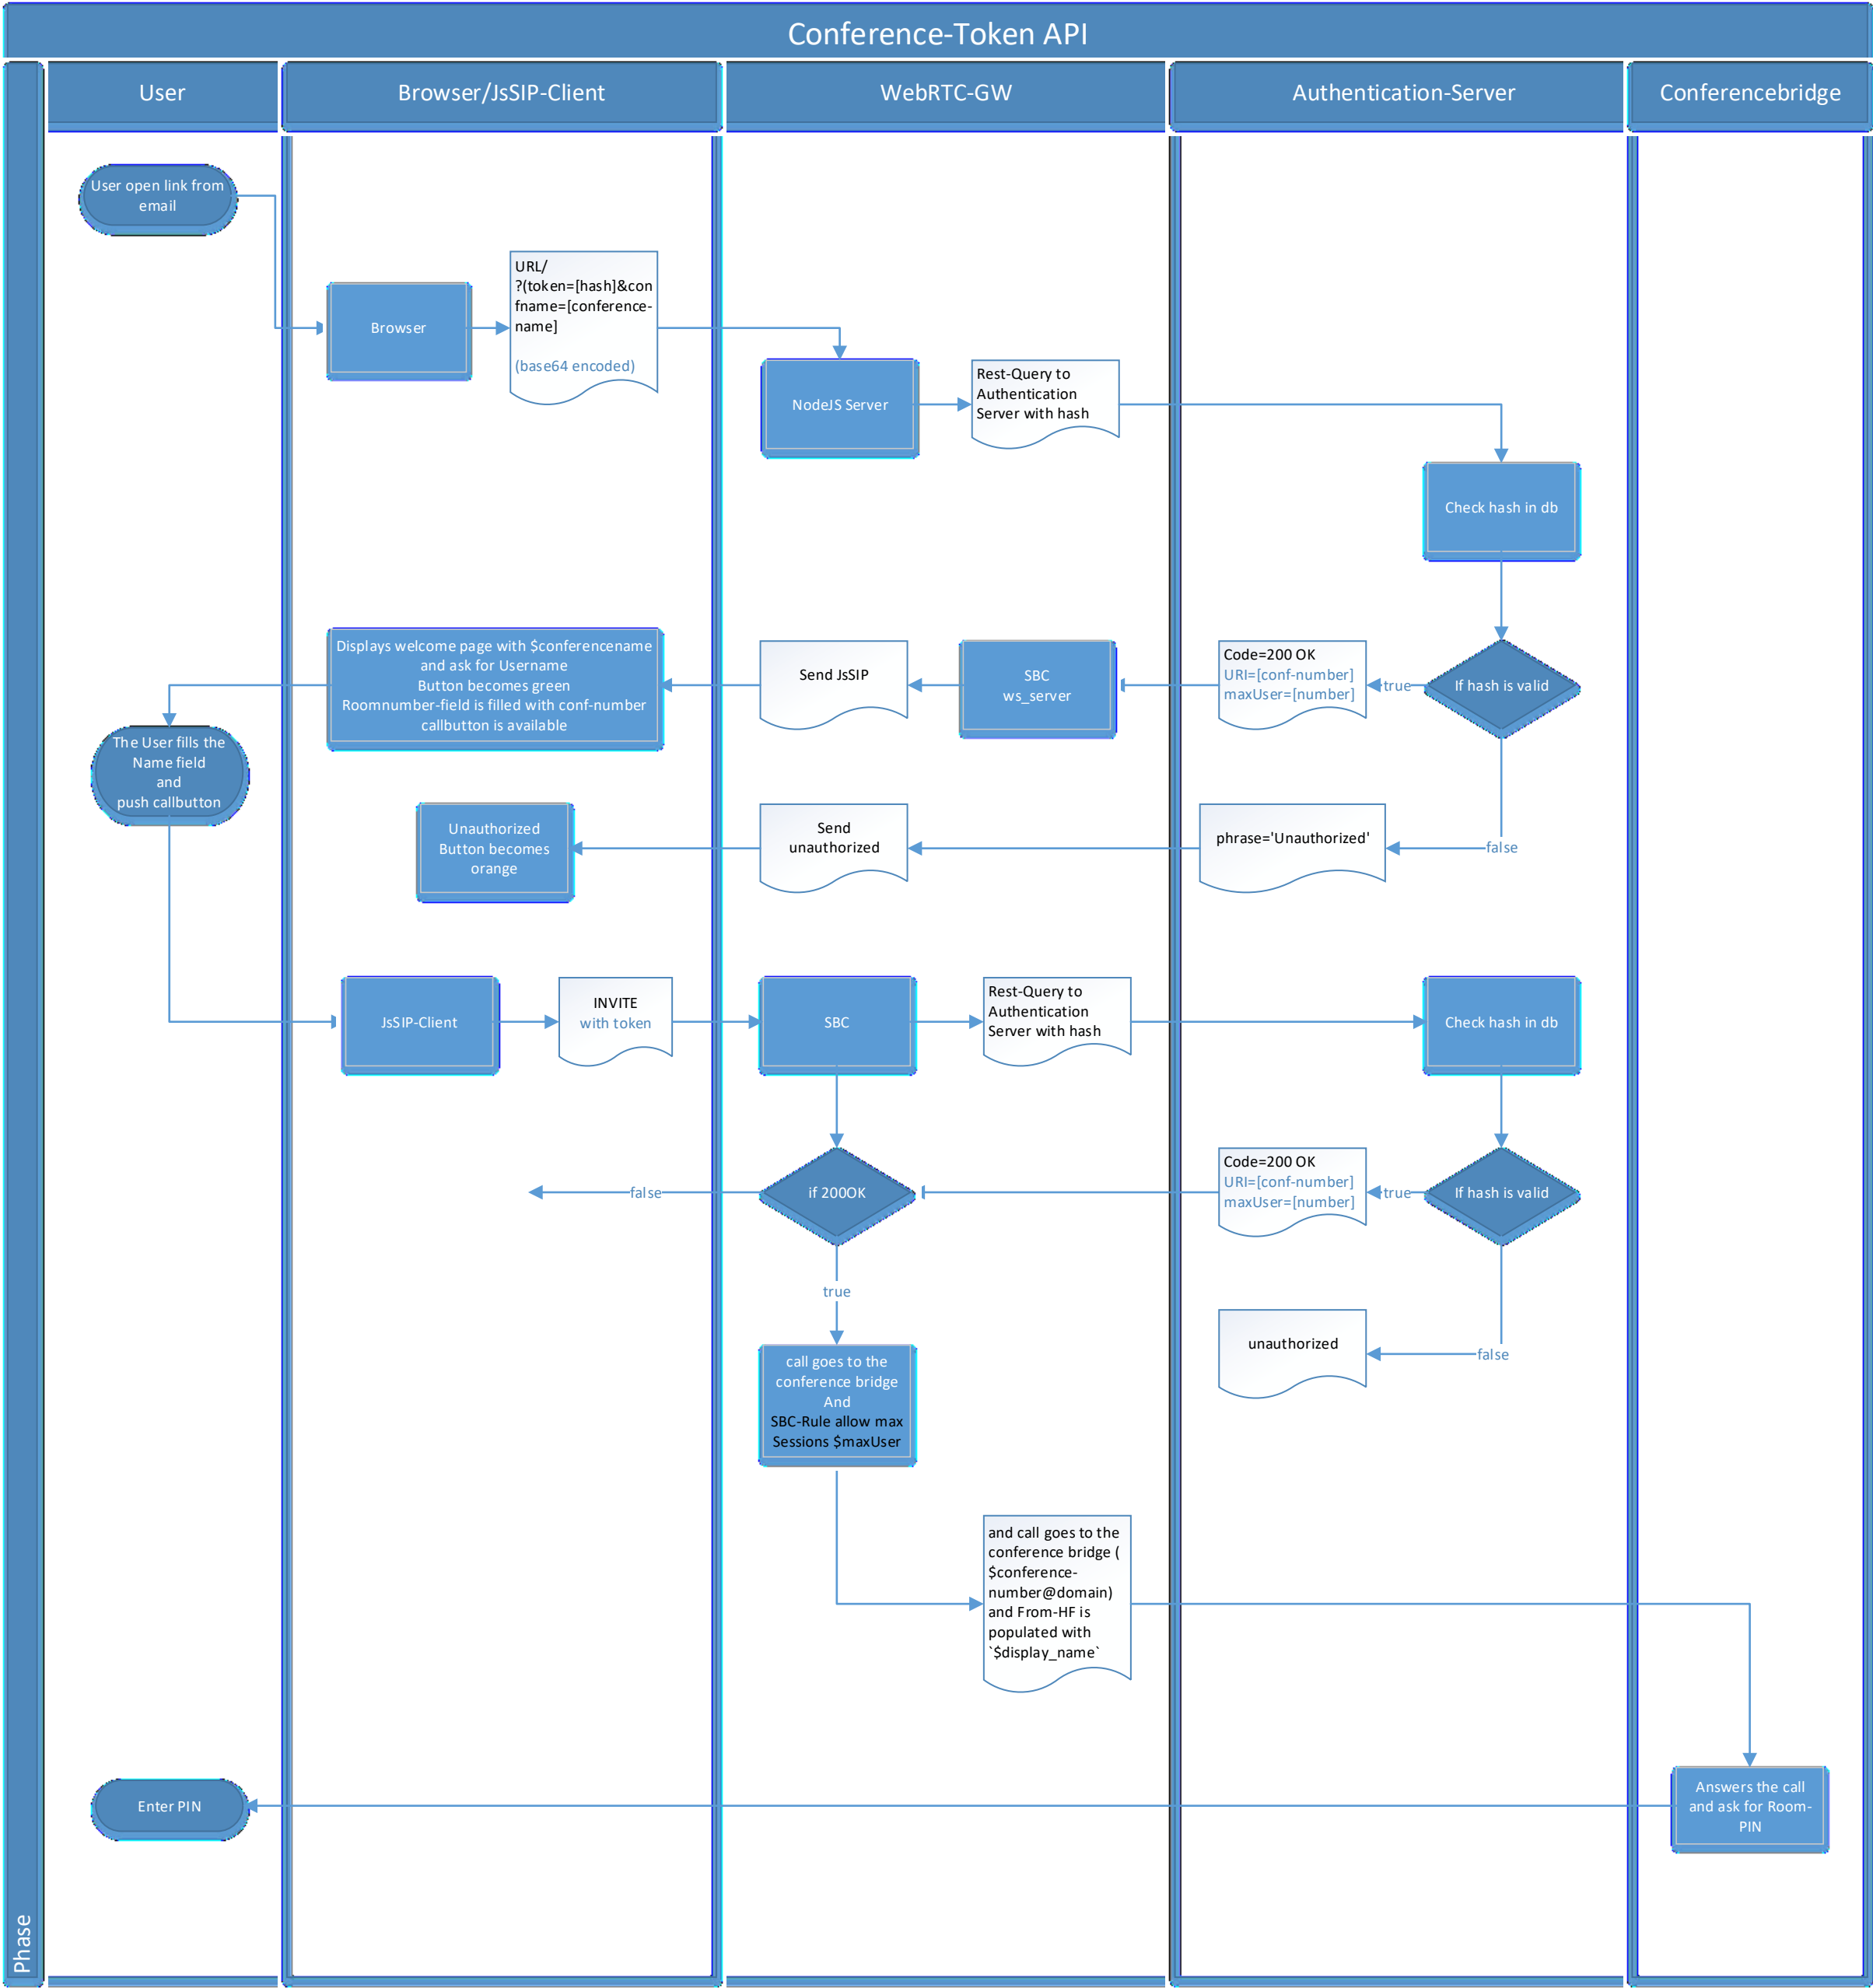 Conference-Token API
User
Browser/JsSIP-Client
WebRTC-GW
Authentication-Server
Conferencebridge
User open link from
email
Browser
URL/
?(token=[hash]&con
fname=[conference-
name]
(base64 encoded)
NodeJS Server
Rest-Query to
Authentication
Server with hash
Check hash in db
If hash is valid
true
Code=200 OK
URI=[conf-number]
maxUser=[number]
SBC
ws_server
Send JsSIP
Displays welcome page with $conferencename
and ask for Username
Button becomes green
Roomnumber-field is filled with conf-number
callbutton is available
The User fills the
Name field
and
push callbutton
false
phrase='Unauthorized'
Send
unauthorized
Unauthorized
Button becomes
orange
JsSIP-Client
INVITE
with token
SBC
Rest-Query to
Authentication
Server with hash
Check hash in db
If hash is valid
true
Code=200 OK
URI=[conf-number]
maxUser=[number]
if 200OK
false
true
false
unauthorized
call goes to the
conference bridge
And
SBC-Rule allow max
Sessions $maxUser
and call goes to the
conference bridge (
$conference-
number@domain)
and From-HF is
populated with
`$display_name`
Answers the call
and ask for Room-
PIN
Enter PIN
Phase